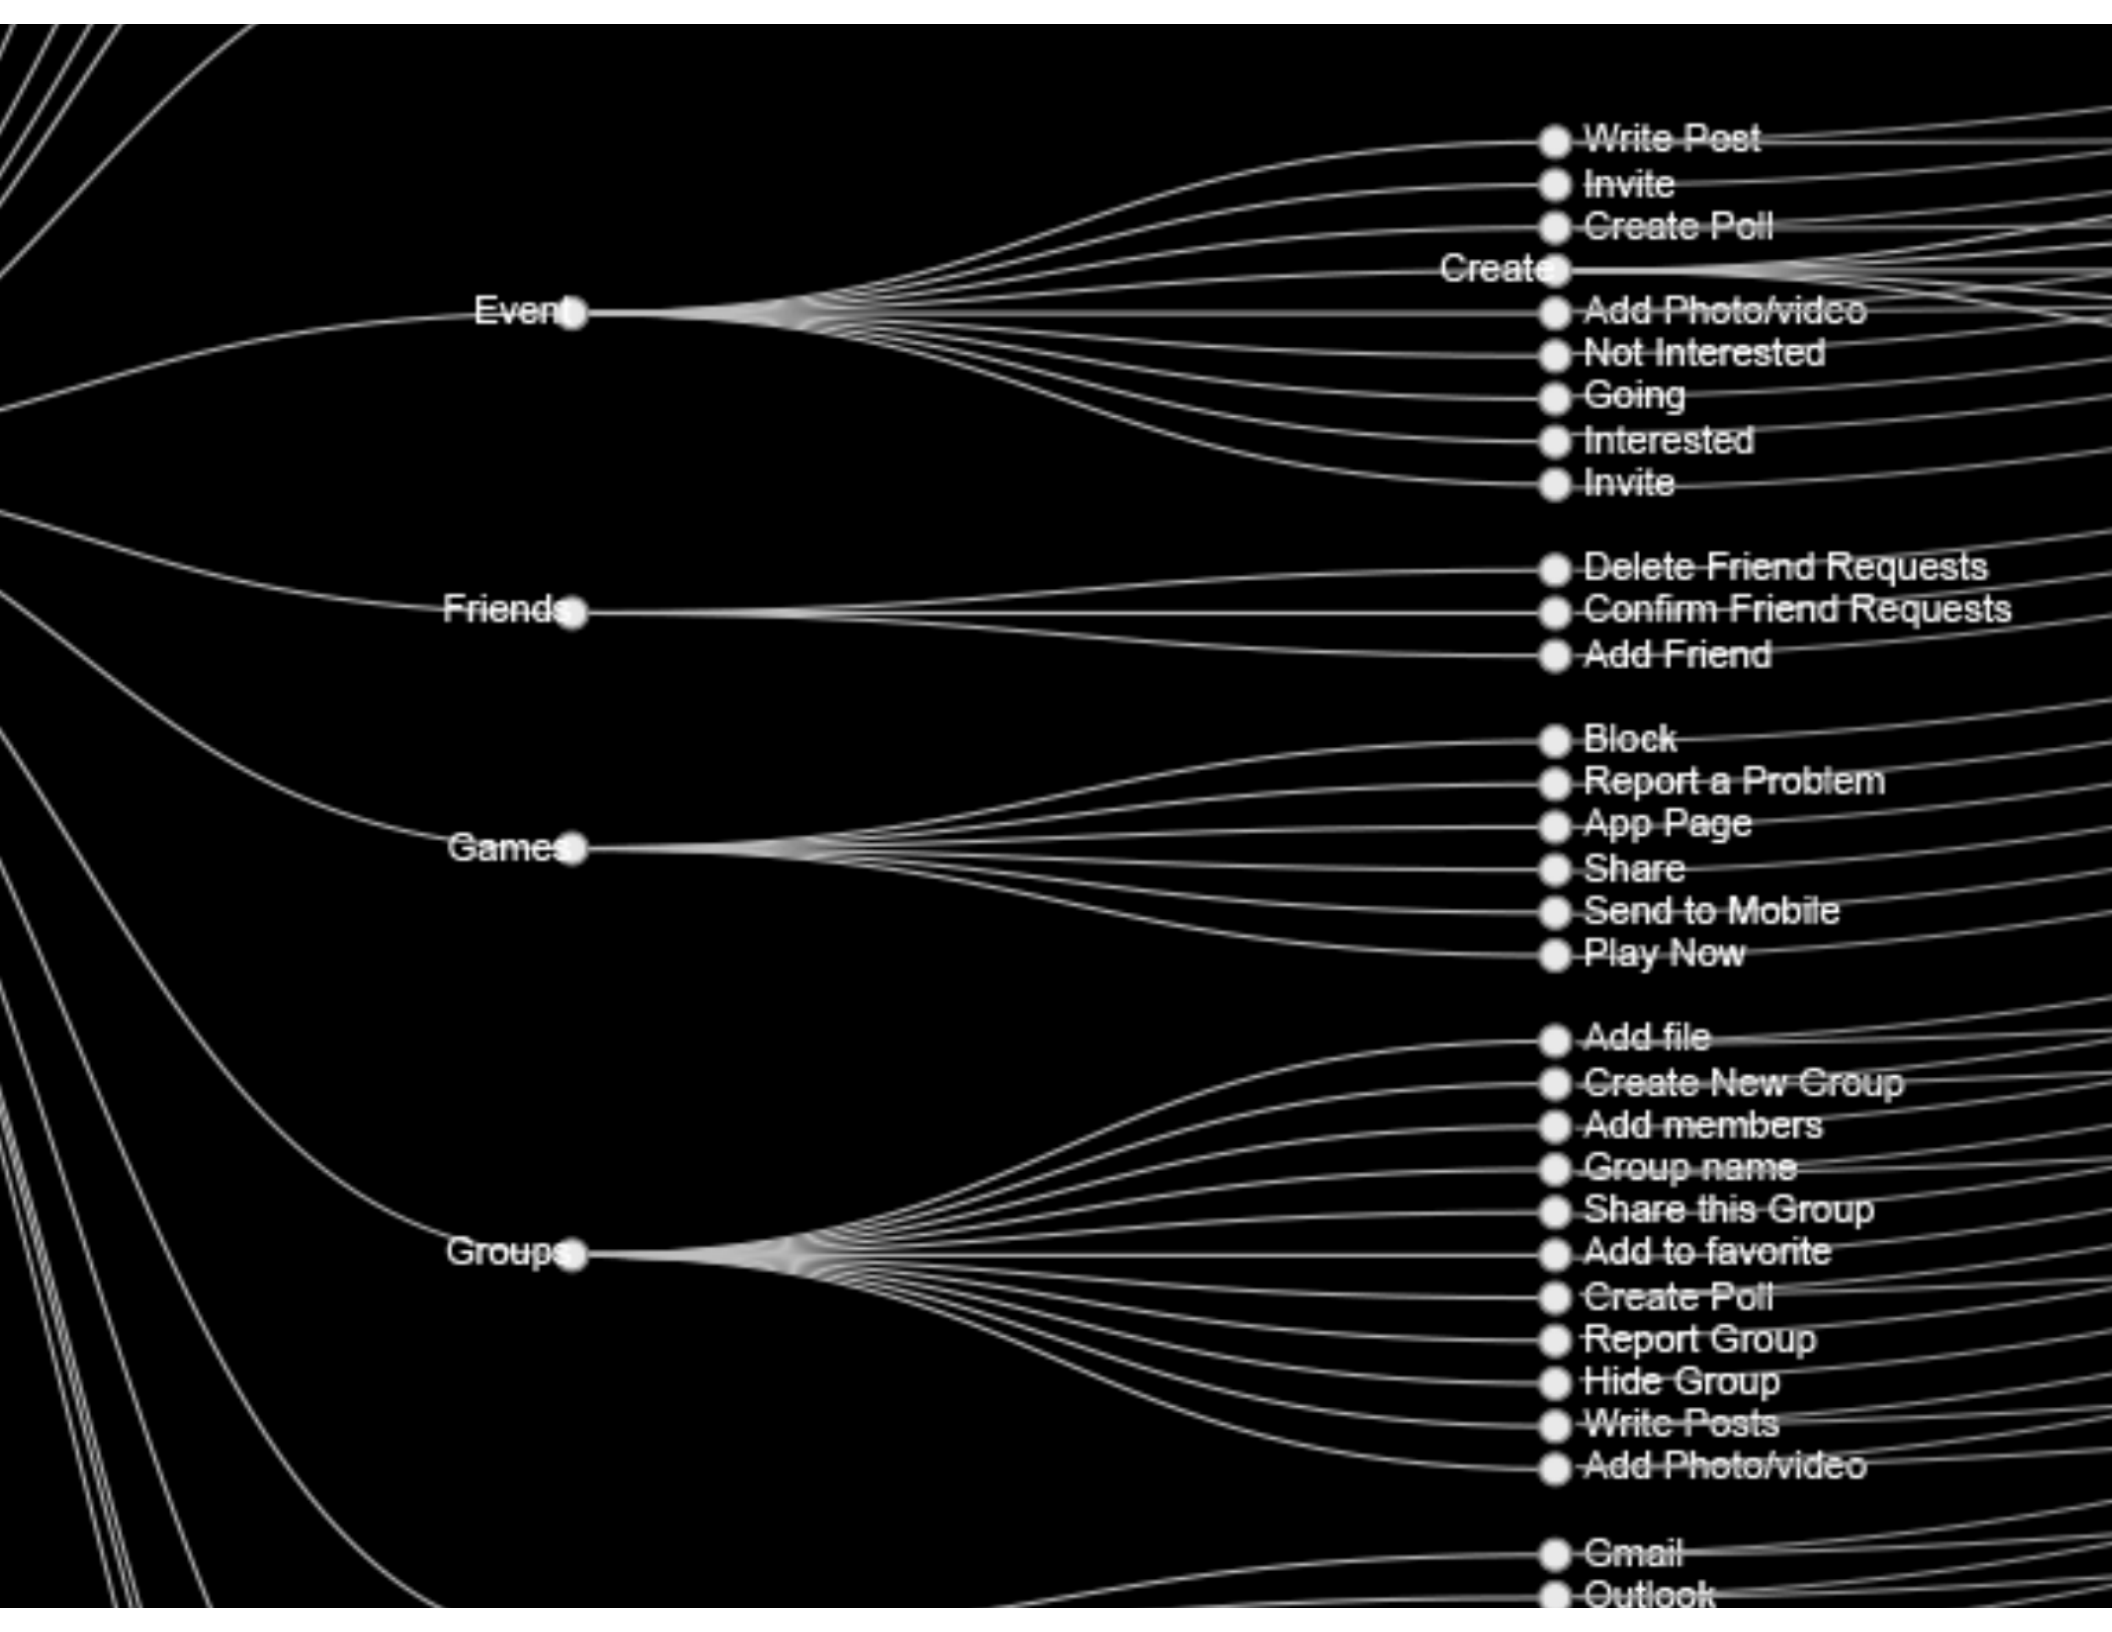 Write Post
Invite
Create Poll
Create
Event
Add Photo/video
Not Interested
Going
Interested
Invite
Delete Friend Requests
Friends
Confirm Friend Requests
Add Friend
Block
Report a Problem
App Page
Games
Share
Send to Mobile
Play Now
Add file
Create New Group
Add members
Group name
Share this Group
Groups
Add to favorite
Create Poll
Report Group
Hide Group
Write Posts
Add Photo/video
Gmail
Outlook